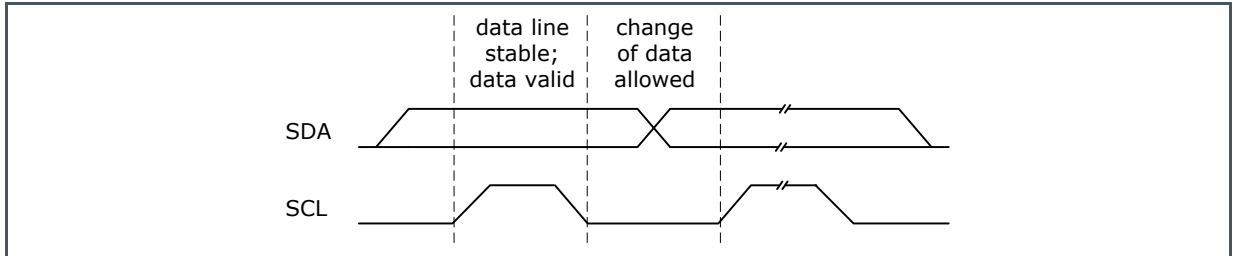 data line
stable;
data valid
change
of data
allowed
SDA
SCL